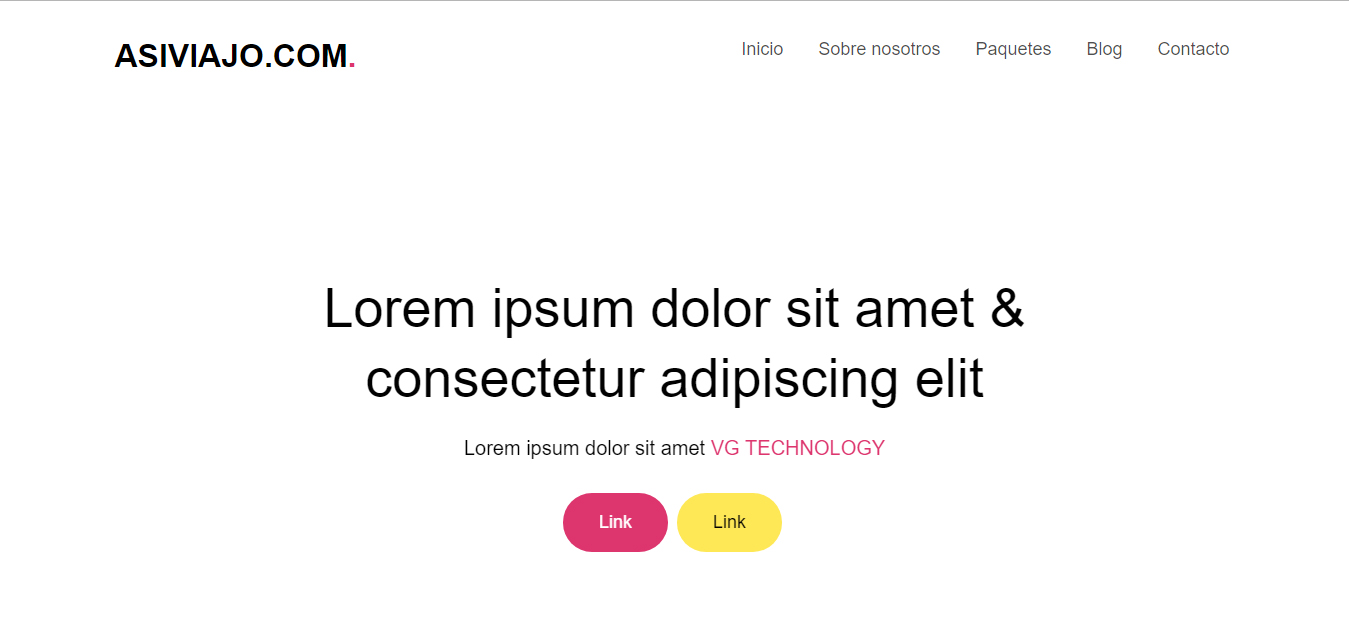 ASIVIAJO.COM.
Inicio Sobre nosotros Paquetes Blog Contacto
Lorem ipsum dolor sit amet &
consectetur adipiscing elit
Lorem ipsum dolor sit amet VG TECHNOLOGY
Link Link